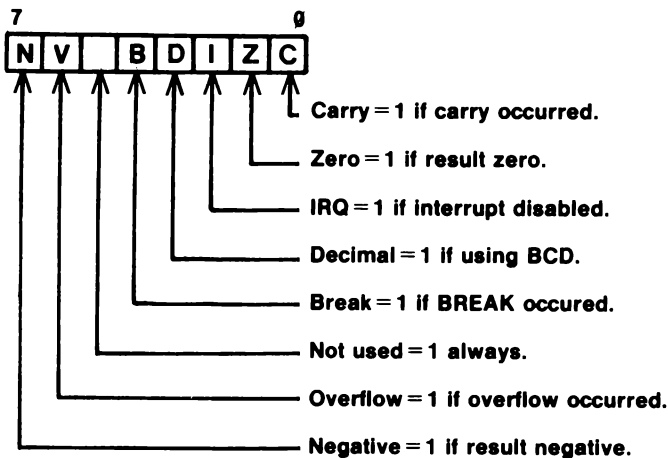 7 0
N V B D I Z C
Carry = 1 if carry occurred.
Zero = 1 if result zero.
IRQ = 1 if interrupt disabled.
Decimal = 1 if using BCD.
Break = 1 if BREAK occured.
Not used = 1 always.
Overflow = 1 if overflow occurred.
Negative = 1 if result negative.